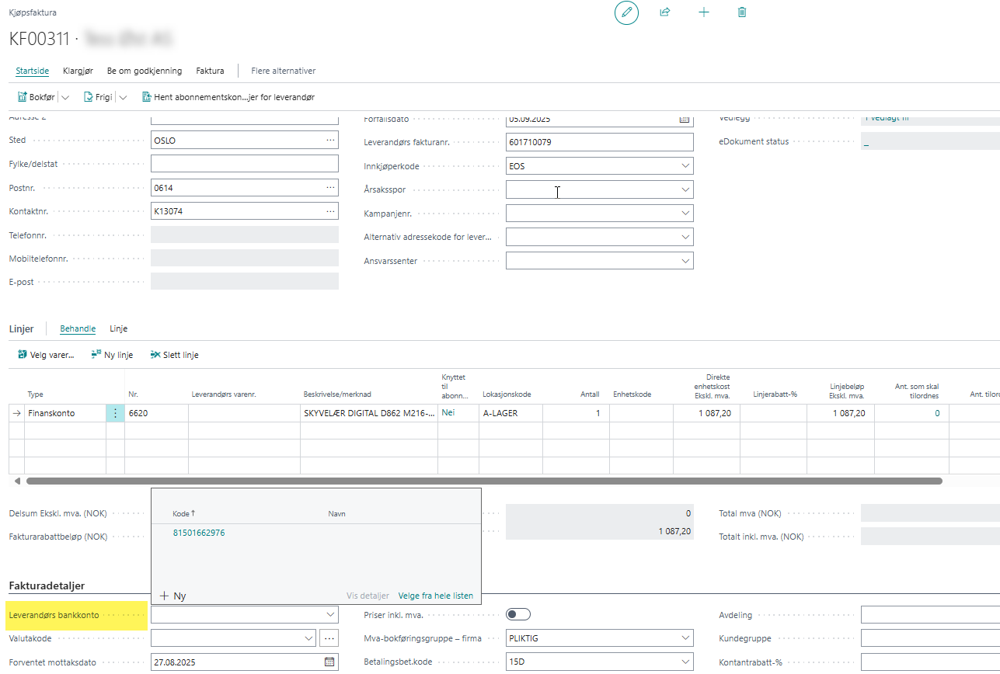 Kjøpsfaktura
KF00311 ·
Startside Klargjør Be om godkjenning Faktura Flere alternativer
Bokfør Frigi Hent abonnementskon...jer for leverandør
Adresse 2 Forfallsdato 05.09.2025 Vedlegg 1 vedlagt fil
Sted OSLO Leverandørs fakturanr. 601710079 eDokument status _
Fylke/delstat Innkjøperkode EOS
Postnr. 0614 Årsaksspor
Kontaktnr. K13074 Kampanjenr.
Telefonnr. Alternativ adressekode for lever...
Mobiltelefonnr. Ansvarssenter
E-post
Linjer Behandle Linje
Velg varer... Ny linje Slett linje
Type Nr. Leverandørs varenr. Beskrivelse/merknad Knyttet til abonn... Lokasjonskode Antall Enhetskode Direkte enhetskost Ekskl. mva. Linjerabatt-% Linjebeløp Ekskl. mva. Ant. som skal tilordnes Ant. tilor
Finanskonto 6620 SKYVELÆR DIGITAL D862 M216-... Nei A-LAGER 1 1 087,20 1 087,20 0
Delsum Ekskl. mva. (NOK) 0 Total mva (NOK)
Fakturarabattbeløp (NOK) 1 087,20 Totalt inkl. mva. (NOK)
Kode ↑ Navn
81501662976
+ Ny Vis detaljer Velge fra hele listen
Fakturadetaljer
Leverandørs bankkonto Priser inkl. mva. Avdeling
Valutakode Mva-bokføringsgruppe – firma PLIKTIG Kundegruppe
Forventet mottaksdato 27.08.2025 Betalingsbet.kode 15D Kontantrabatt-%